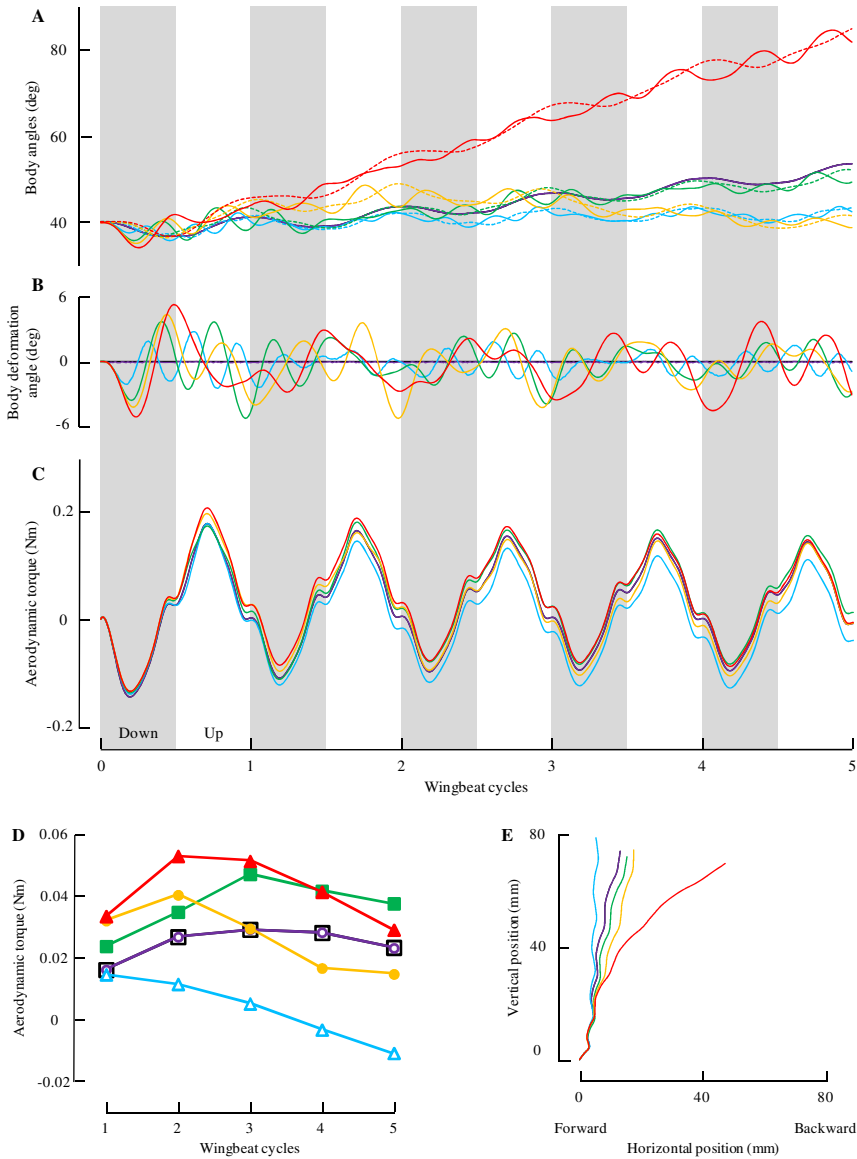 A
80
60
40
Body angles (deg)
B
6
0
-6
Body deformation
angle (deg)
C
0.2
0
-0.2
Aerodynamic torque (Nm)
Down
Up
0
1
2
3
4
5
Wingbeat cycles
D
0.06
0.04
0.02
0
-0.02
Aerodynamic torque (Nm)
1
2
3
4
5
Wingbeat cycles
E
80
40
0
Vertical position (mm)
0
40
80
Forward
Backward
Horizontal position (mm)